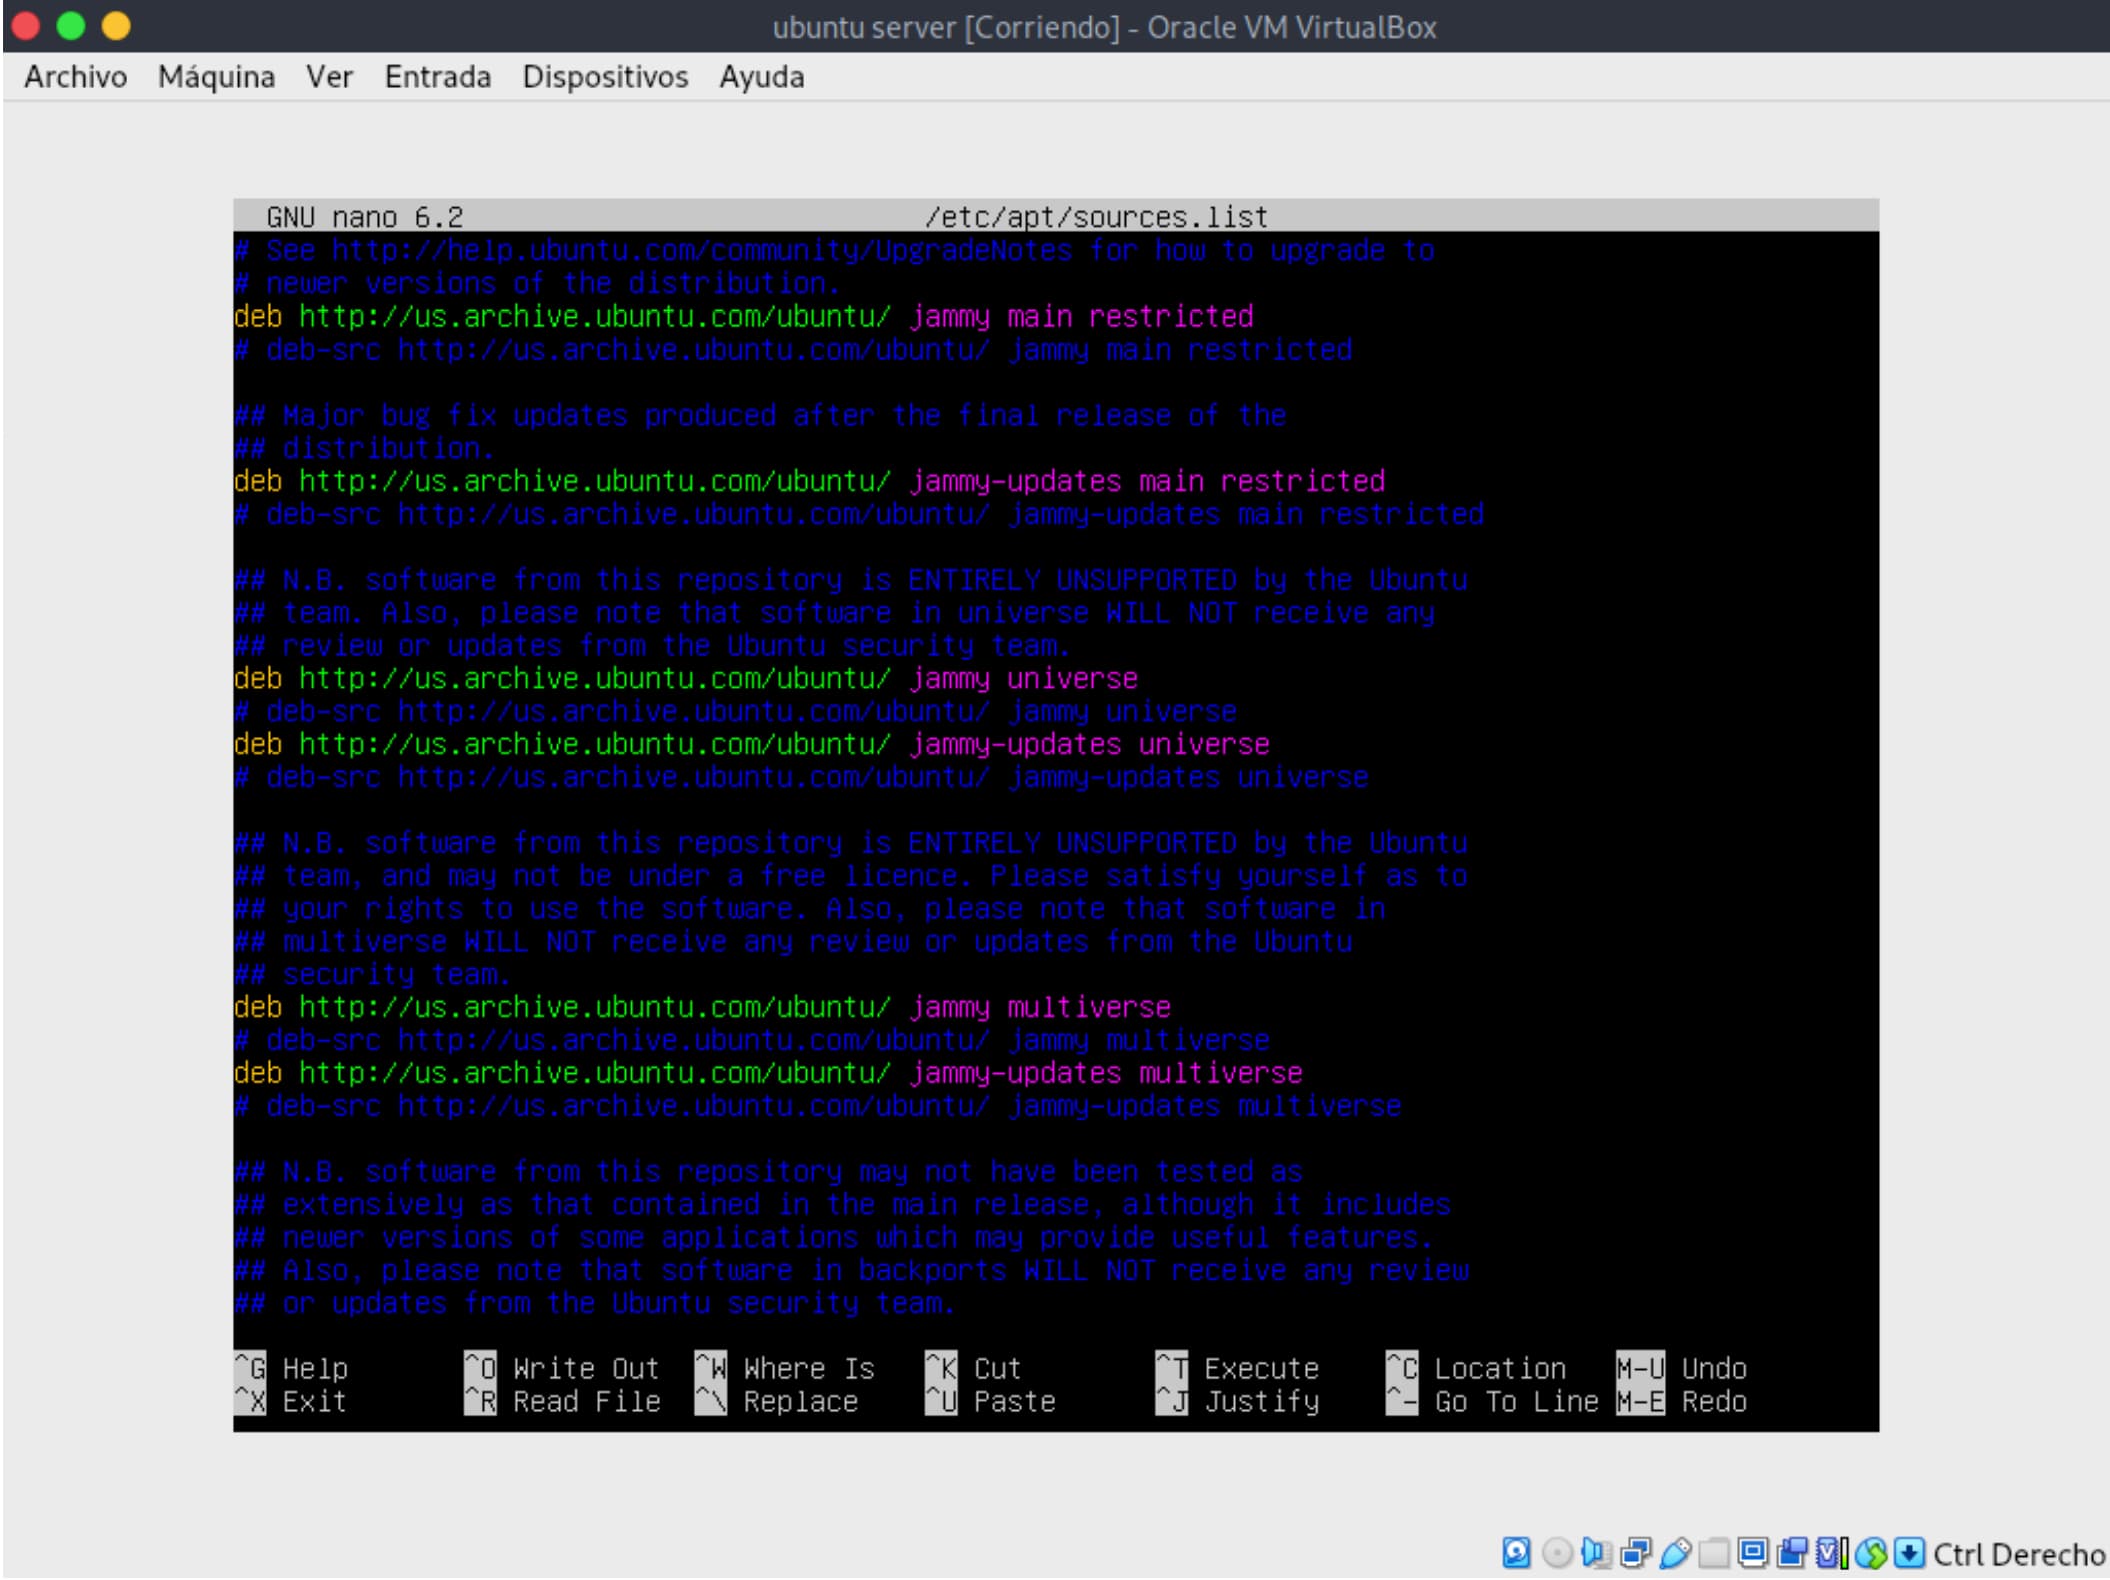 ubuntu server [Corriendo] - Oracle VM VirtualBox
Archivo Máquina Ver Entrada Dispositivos Ayuda
GNU nano 6.2 /etc/apt/sources.list
# See http://help.ubuntu.com/community/UpgradeNotes for how to upgrade to
# newer versions of the distribution.
deb http://us.archive.ubuntu.com/ubuntu/ jammy main restricted
# deb-src http://us.archive.ubuntu.com/ubuntu/ jammy main restricted
## Major bug fix updates produced after the final release of the
## distribution.
deb http://us.archive.ubuntu.com/ubuntu/ jammy-updates main restricted
# deb-src http://us.archive.ubuntu.com/ubuntu/ jammy-updates main restricted
## N.B. software from this repository is ENTIRELY UNSUPPORTED by the Ubuntu
## team. Also, please note that software in universe WILL NOT receive any
## review or updates from the Ubuntu security team.
deb http://us.archive.ubuntu.com/ubuntu/ jammy universe
# deb-src http://us.archive.ubuntu.com/ubuntu/ jammy universe
deb http://us.archive.ubuntu.com/ubuntu/ jammy-updates universe
# deb-src http://us.archive.ubuntu.com/ubuntu/ jammy-updates universe
## N.B. software from this repository is ENTIRELY UNSUPPORTED by the Ubuntu
## team, and may not be under a free licence. Please satisfy yourself as to
## your rights to use the software. Also, please note that software in
## multiverse WILL NOT receive any review or updates from the Ubuntu
## security team.
deb http://us.archive.ubuntu.com/ubuntu/ jammy multiverse
# deb-src http://us.archive.ubuntu.com/ubuntu/ jammy multiverse
deb http://us.archive.ubuntu.com/ubuntu/ jammy-updates multiverse
# deb-src http://us.archive.ubuntu.com/ubuntu/ jammy-updates multiverse
## N.B. software from this repository may not have been tested as
## extensively as that contained in the main release, although it includes
## newer versions of some applications which may provide useful features.
## Also, please note that software in backports WILL NOT receive any review
## or updates from the Ubuntu security team.
^G Help ^O Write Out ^W Where Is ^K Cut ^T Execute ^C Location M-U Undo
^X Exit ^R Read File ^\ Replace ^U Paste ^J Justify ^- Go To Line M-E Redo
Ctrl Derecho